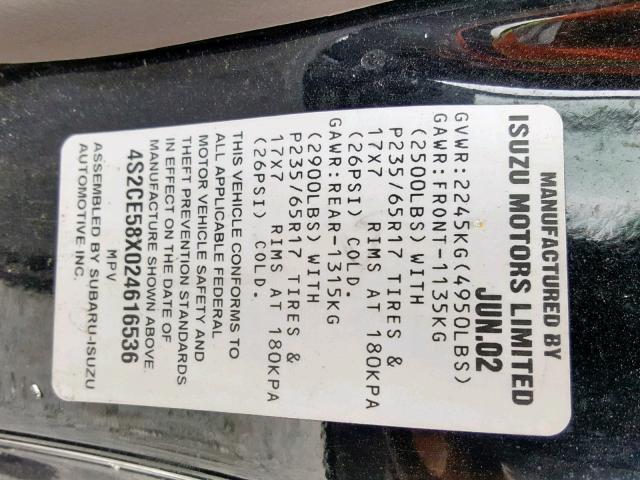 MANUFACTURED BY
ISUZU MOTORS LIMITED
JUN.02
GVWR:2245KG(4950LBS)
GAWR:FRONT-1135KG
(2500LBS) WITH
P235/65R17 TIRES &
17X7 RIMS AT 180KPA
(26PSI) COLD.
GAWR:REAR-1315KG
(2900LBS) WITH
P235/65R17 TIRES &
17X7 RIMS AT 180KPA
(26PSI) COLD.
THIS VEHICLE CONFORMS TO
ALL APPLICABLE FEDERAL
MOTOR VEHICLE SAFETY AND
THEFT PREVENTION STANDARDS
IN EFFECT ON THE DATE OF
MANUFACTURE SHOWN ABOVE.
4S2CE58X024616536
MPV
ASSEMBLED BY SUBARU-ISUZU
AUTOMOTIVE INC.